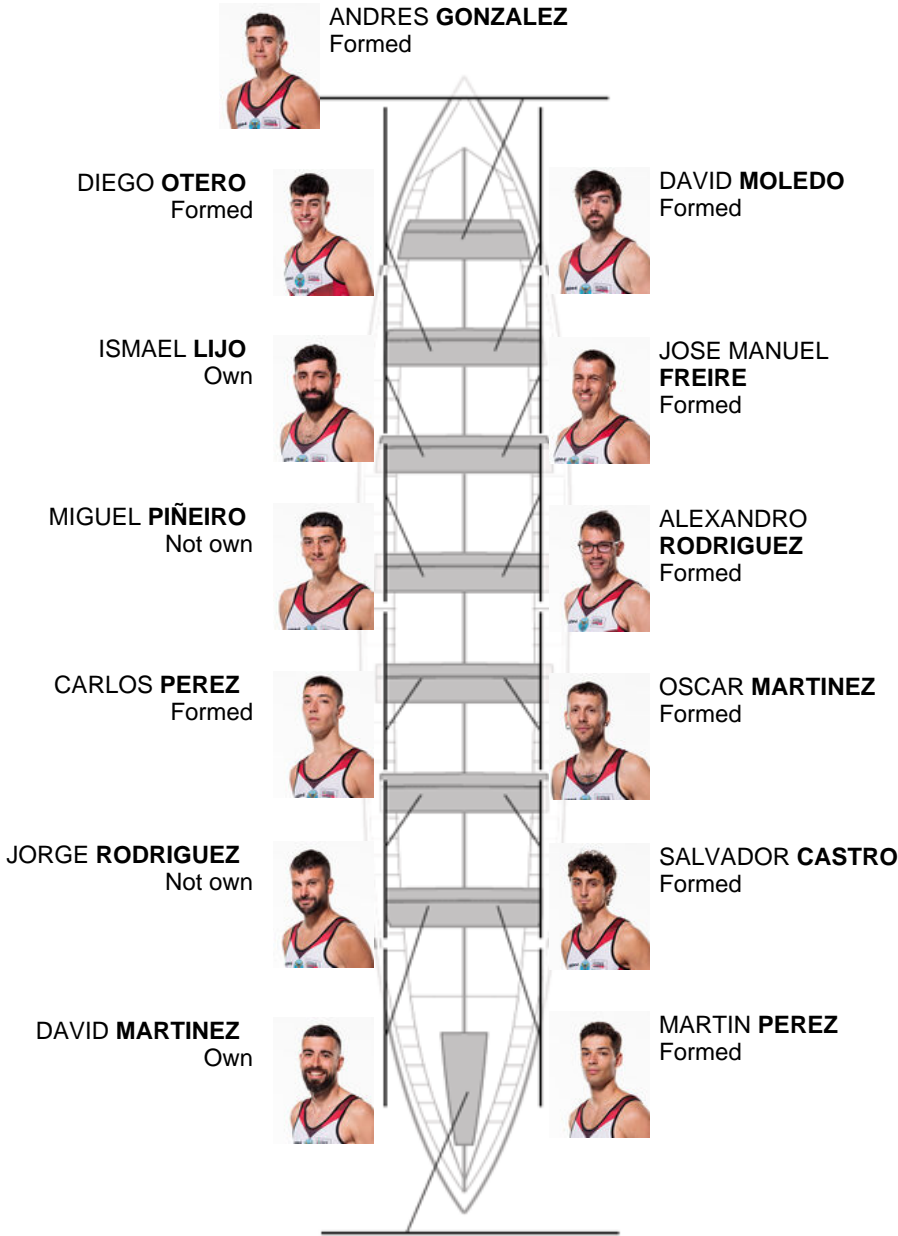 ANDRES GONZALEZ
Formed
DIEGO OTERO
Formed
DAVID MOLEDO
Formed
ISMAEL LIJO
Own
JOSE MANUEL
FREIRE
Formed
MIGUEL PIÑEIRO
Not own
ALEXANDRO
RODRIGUEZ
Formed
CARLOS PEREZ
Formed
OSCAR MARTINEZ
Formed
JORGE RODRIGUEZ
Not own
SALVADOR CASTRO
Formed
DAVID MARTINEZ
Own
MARTIN PEREZ
Formed